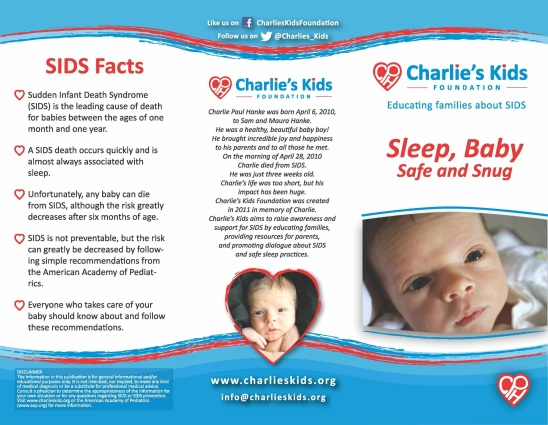 Like us on f CharliesKidsFoundation
Follow us on @Charlies_Kids
SIDS Facts
Sudden Infant Death Syndrome
(SIDS) is the leading cause of death
for babies between the ages of one
month and one year.
A SIDS death occurs quickly and is
almost always associated with
sleep.
Unfortunately, any baby can die
from SIDS, although the risk greatly
decreases after six months of age.
SIDS is not preventable, but the risk
can greatly be decreased by follow-
ing simple recommendations from
the American Academy of Pediat-
rics.
Everyone who takes care of your
baby should know about and follow
these recommendations.
DISCLAIMER
The information in this publication is for general informational and/or
educational purposes only. It is not intended, nor implied, to make any kind
of medical diagnosis or be a substitute for professional medical advice.
Consult a physician to determine the appropriateness of the information for
your own situation or for any questions regarding SIDS or SIDS prevention.
Visit www.charlieskids.org or the American Academy of Pediatrics
(www.aap.org) for more information.
Charlie's Kids
FOUNDATION
Charlie Paul Hanke was born April 6, 2010,
to Sam and Maura Hanke.
He was a healthy, beautiful baby boy!
He brought incredible joy and happiness
to his parents and to all those he met.
On the morning of April 28, 2010
Charlie died from SIDS.
He was just three weeks old.
Charlie's life was too short, but his
impact has been huge.
Charlie's Kids Foundation was created
in 2011 in memory of Charlie.
Charlie's Kids aims to raise awareness and
support for SIDS by educating families,
providing resources for parents,
and promoting dialogue about SIDS
and safe sleep practices.
www.charlieskids.org
info@charlieskids.org
Charlie's Kids
FOUNDATION
Educating families about SIDS
Sleep, Baby
Safe and Snug